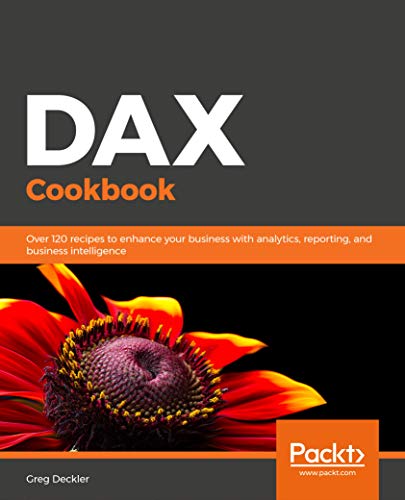 DAX
Cookbook
Over 120 recipes to enhance your business with analytics, reporting, and
business intelligence
Packt>
www.packt.com
Greg Deckler